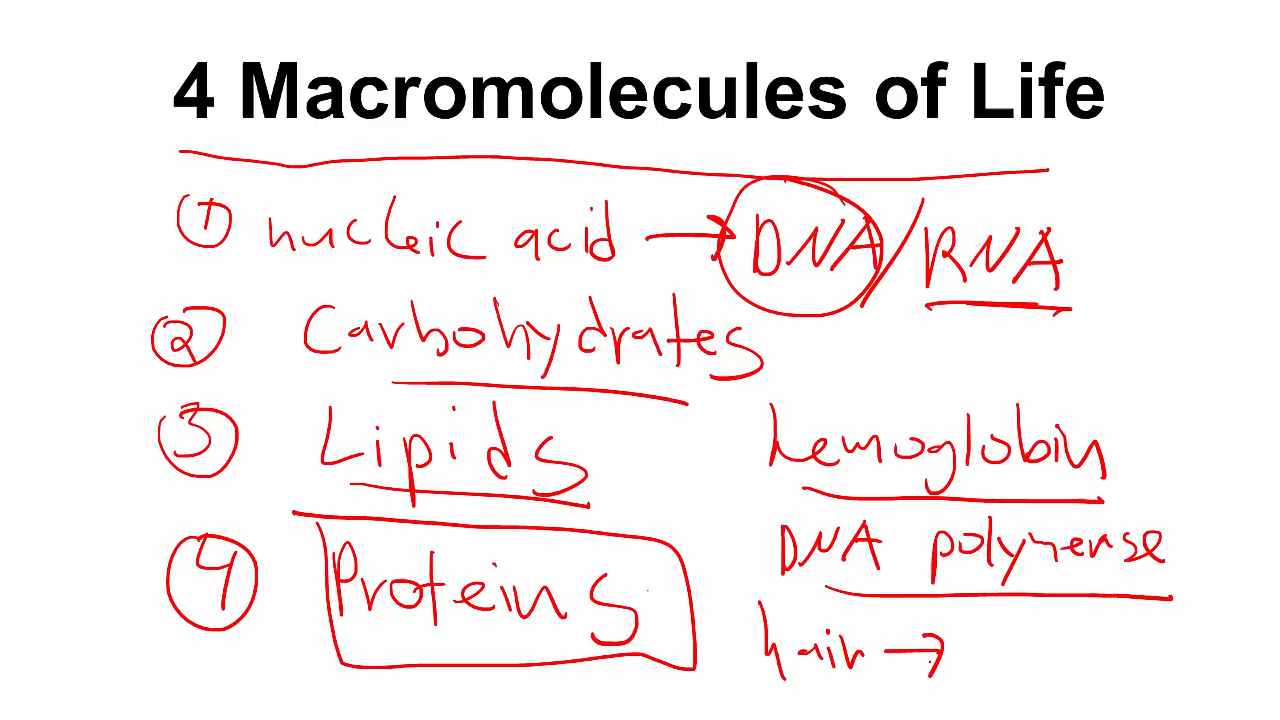 4 Macromolecules of Life
① nucleic acid → DNA/RNA
② Carbohydrates
③ Lipids
hemoglobin
④ Proteins
DNA polymerase
hair →